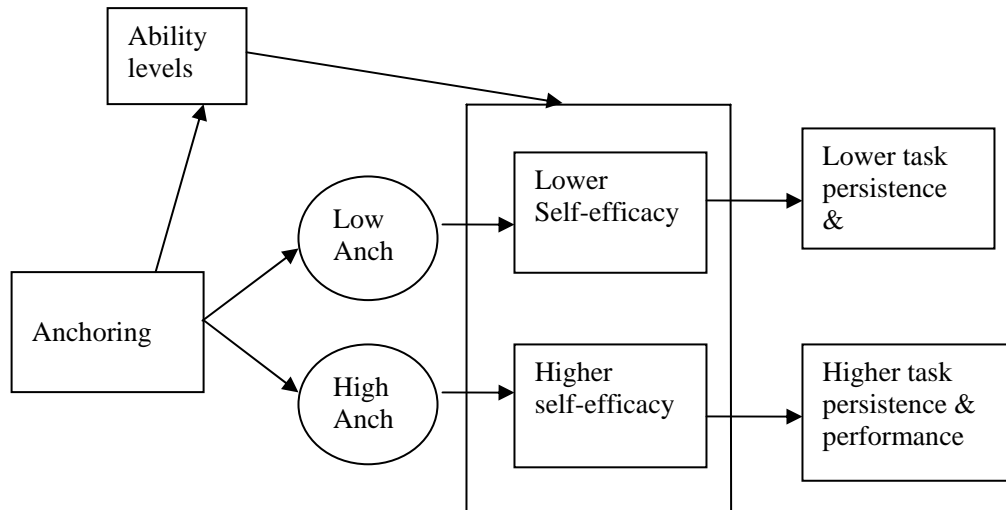 Ability
levels
Lower
Self-efficacy
Lower task
persistence
&
Low
Anch
Anchoring
High
Anch
Higher
self-efficacy
Higher task
persistence &
performance